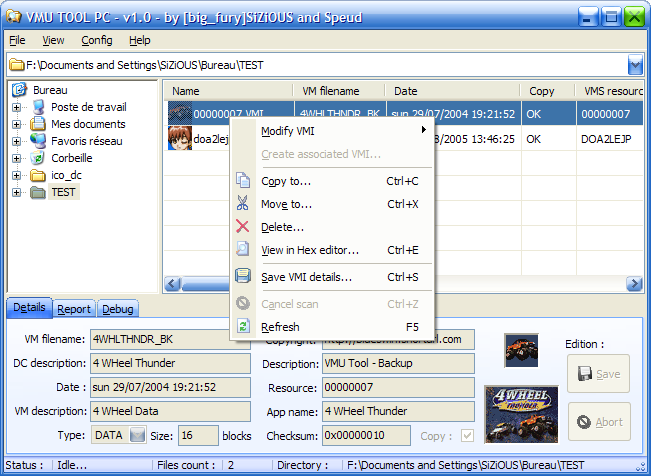 VMU TOOL PC - v1.0 - by [big_fury]SiZiOUS and Speud
File View Config Help
F:\Documents and Settings\SiZiOUS\Bureau\TEST
Bureau
Poste de travail
Mes documents
Favoris réseau
Corbeille
ico_dc
TEST
Name VM filename Date Copy VMS resourc
00000007.VMI 4WHLTHNDR_BK sun 29/07/2004 19:21:52 OK 00000007
doa2lej 8/2005 13:46:25 OK DOA2LEJP
Modify VMI
Create associated VMI...
Copy to... Ctrl+C
Move to... Ctrl+X
Delete...
View in Hex editor... Ctrl+E
Save VMI details... Ctrl+S
Cancel scan Ctrl+Z
Refresh F5
Details Report Debug
VM filename: 4WHLTHNDR_BK
DC description: 4 WHeel Thunder
Date : sun 29/07/2004 19:21:52
VM description: 4 WHeel Data
Type: DATA Size: 16 blocks
Copyright: .com
Description: VMU Tool - Backup
Resource: 00000007
App name: 4 WHeel Thunder
Checksum: 0x00000010 Copy :
4 WHEEL
THUNDER
Edition :
Save
Abort
Status : Idle... Files count : 2 Directory : F:\Documents and Settings\SiZiOUS\Bureau\TEST